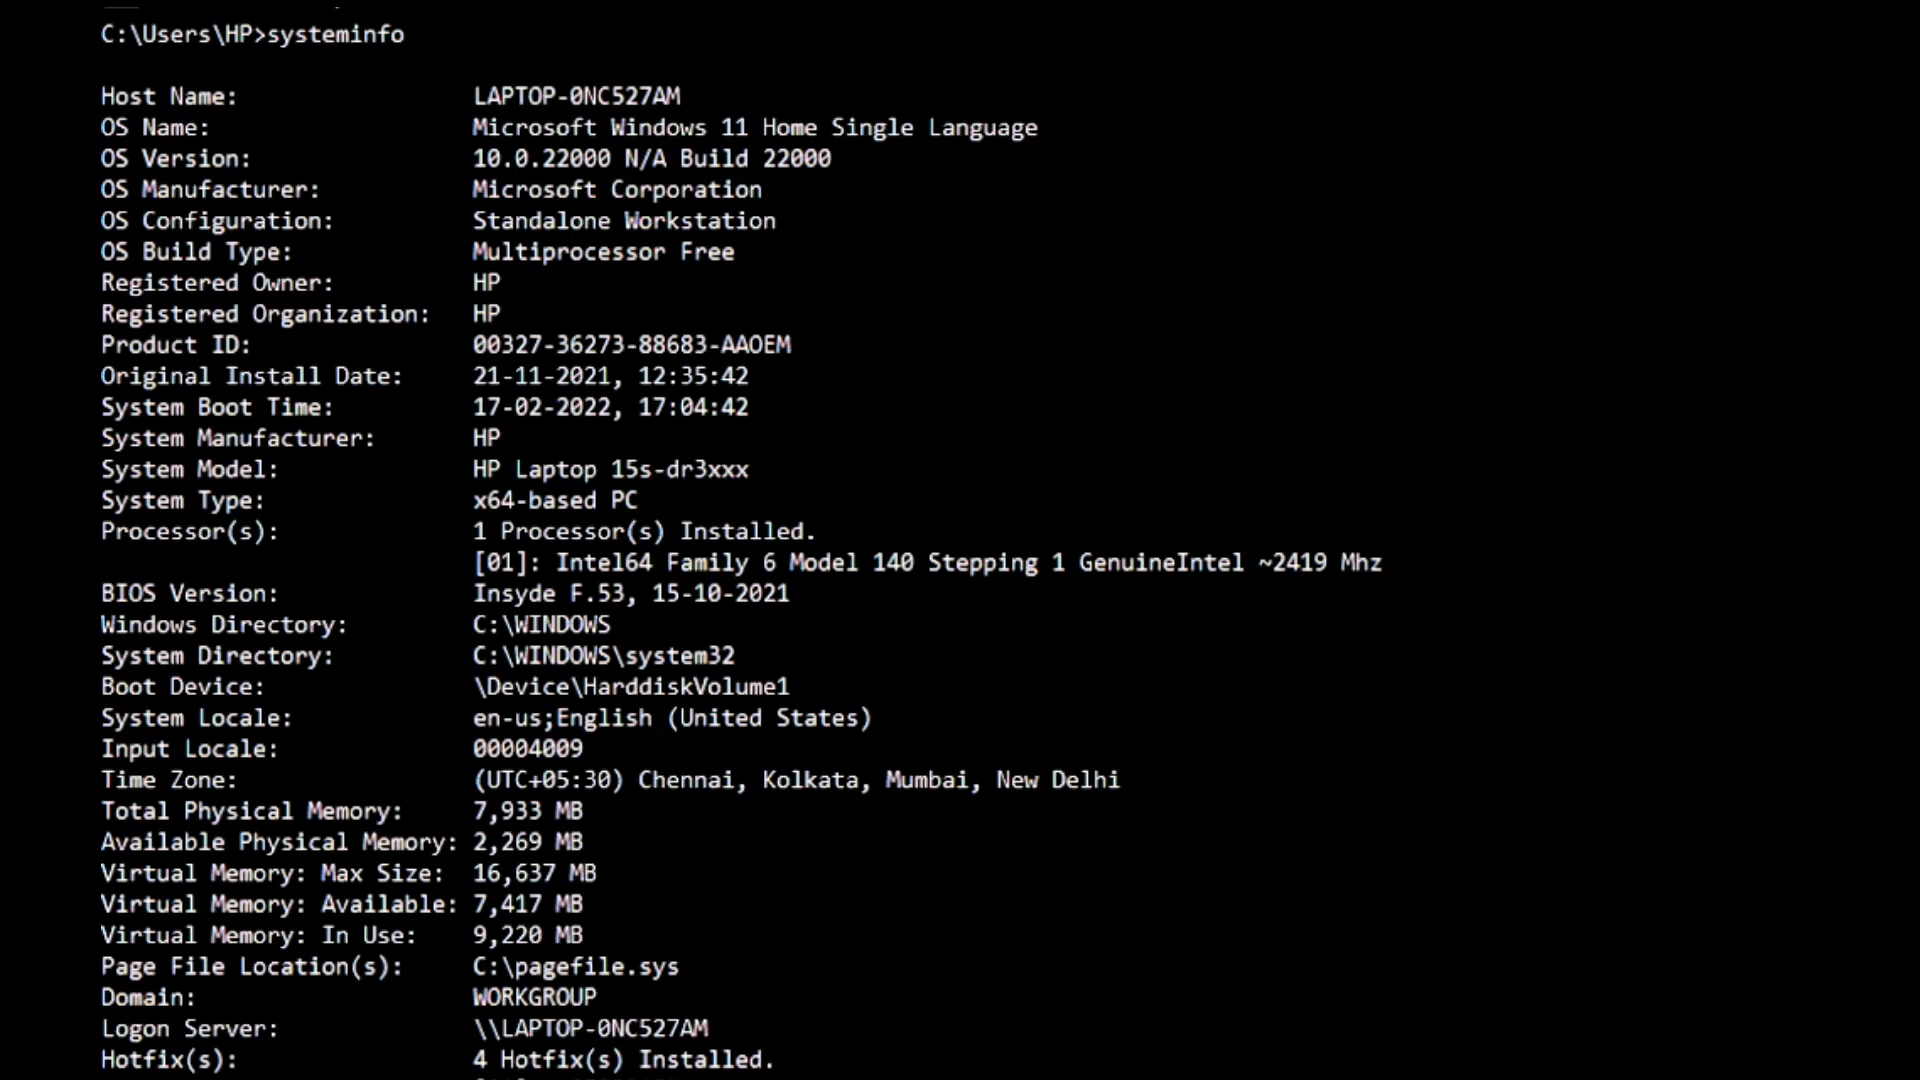 C:\Users\HP>systeminfo
Host Name: LAPTOP-0NC527AM
OS Name: Microsoft Windows 11 Home Single Language
OS Version: 10.0.22000 N/A Build 22000
OS Manufacturer: Microsoft Corporation
OS Configuration: Standalone Workstation
OS Build Type: Multiprocessor Free
Registered Owner: HP
Registered Organization: HP
Product ID: 00327-36273-88683-AAOEM
Original Install Date: 21-11-2021, 12:35:42
System Boot Time: 17-02-2022, 17:04:42
System Manufacturer: HP
System Model: HP Laptop 15s-dr3xxx
System Type: x64-based PC
Processor(s): 1 Processor(s) Installed.
[01]: Intel64 Family 6 Model 140 Stepping 1 GenuineIntel ~2419 Mhz
BIOS Version: Insyde F.53, 15-10-2021
Windows Directory: C:\WINDOWS
System Directory: C:\WINDOWS\system32
Boot Device: \Device\HarddiskVolume1
System Locale: en-us;English (United States)
Input Locale: 00004009
Time Zone: (UTC+05:30) Chennai, Kolkata, Mumbai, New Delhi
Total Physical Memory: 7,933 MB
Available Physical Memory: 2,269 MB
Virtual Memory: Max Size: 16,637 MB
Virtual Memory: Available: 7,417 MB
Virtual Memory: In Use: 9,220 MB
Page File Location(s): C:\pagefile.sys
Domain: WORKGROUP
Logon Server: \\LAPTOP-0NC527AM
Hotfix(s): 4 Hotfix(s) Installed.